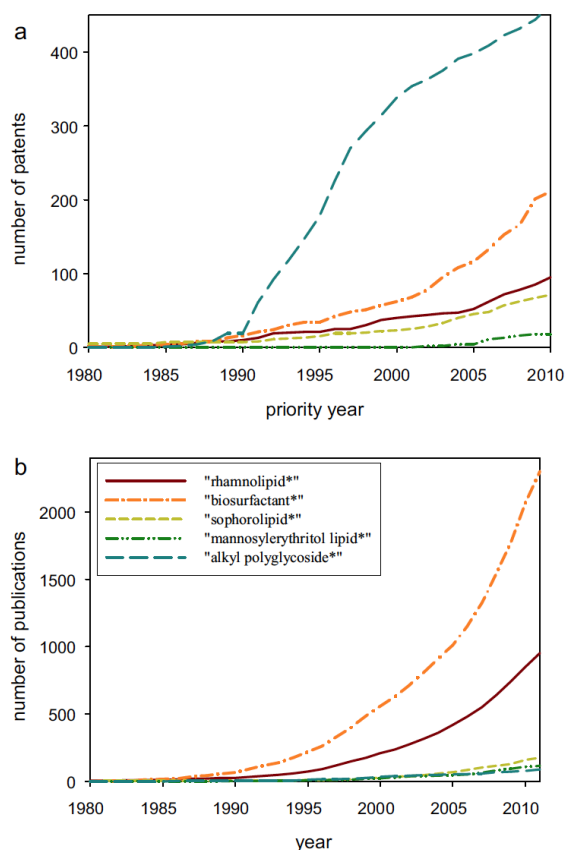 a
400
300
200
100
0
number of patents
1980 1985 1990 1995 2000 2005 2010
priority year
b
"rhamnolipid*"
"biosurfactant*"
"sophorolipid*"
"mannosylerythritol lipid*"
"alkyl polyglycoside*"
2000
1500
1000
500
0
number of publications
1980 1985 1990 1995 2000 2005 2010
year